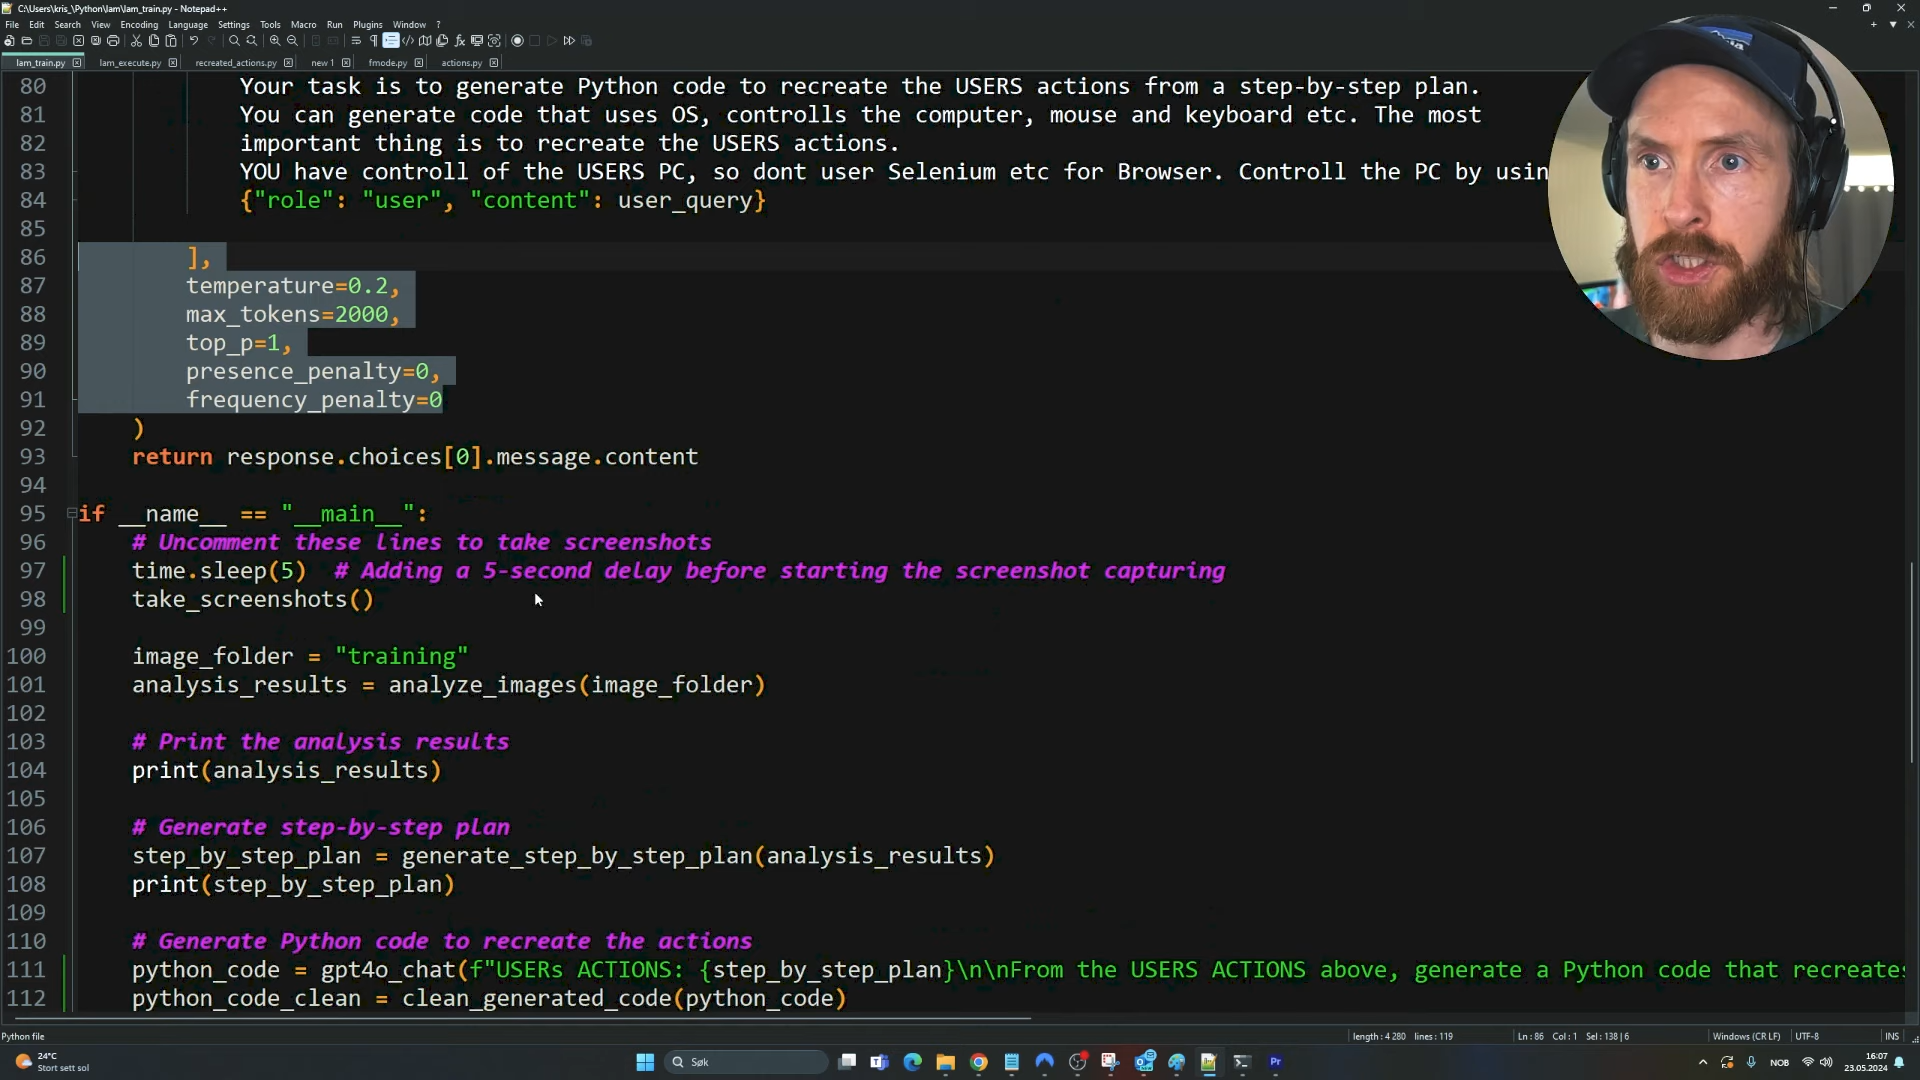 C:\Users\kris_\Python\lam\lam_train.py - Notepad++
File Edit Search View Encoding Language Settings Tools Macro Run Plugins Window ?
lam_train.py lam_execute.py recreated_actions.py new 1 fmode.py actions.py
80 Your task is to generate Python code to recreate the USERS actions from a step-by-step plan.
81 You can generate code that uses OS, controlls the computer, mouse and keyboard etc. The most
82 important thing is to recreate the USERS actions.
83 YOU have controll of the USERS PC, so dont user Selenium etc for Browser. Controll the PC by usin
84 {"role": "user", "content": user_query}
85
86 ],
87 temperature=0.2,
88 max_tokens=2000,
89 top_p=1,
90 presence_penalty=0,
91 frequency_penalty=0
92 )
93 return response.choices[0].message.content
94
95 if __name__ == "__main__":
96 # Uncomment these lines to take screenshots
97 time.sleep(5) # Adding a 5-second delay before starting the screenshot capturing
98 take_screenshots()
99
100 image_folder = "training"
101 analysis_results = analyze_images(image_folder)
102
103 # Print the analysis results
104 print(analysis_results)
105
106 # Generate step-by-step plan
107 step_by_step_plan = generate_step_by_step_plan(analysis_results)
108 print(step_by_step_plan)
109
110 # Generate Python code to recreate the actions
111 python_code = gpt4o_chat(f"USERs ACTIONS: {step_by_step_plan}\n\nFrom the USERS ACTIONS above, generate a Python code that recreates
112 python_code_clean = clean_generated_code(python_code)
Python file length : 4 280 lines : 119 Ln : 86 Col : 1 Sel : 138 | 6 Windows (CR LF) UTF-8 INS
24°C
Stort sett sol
Søk
NOB
16:07
23.05.2024